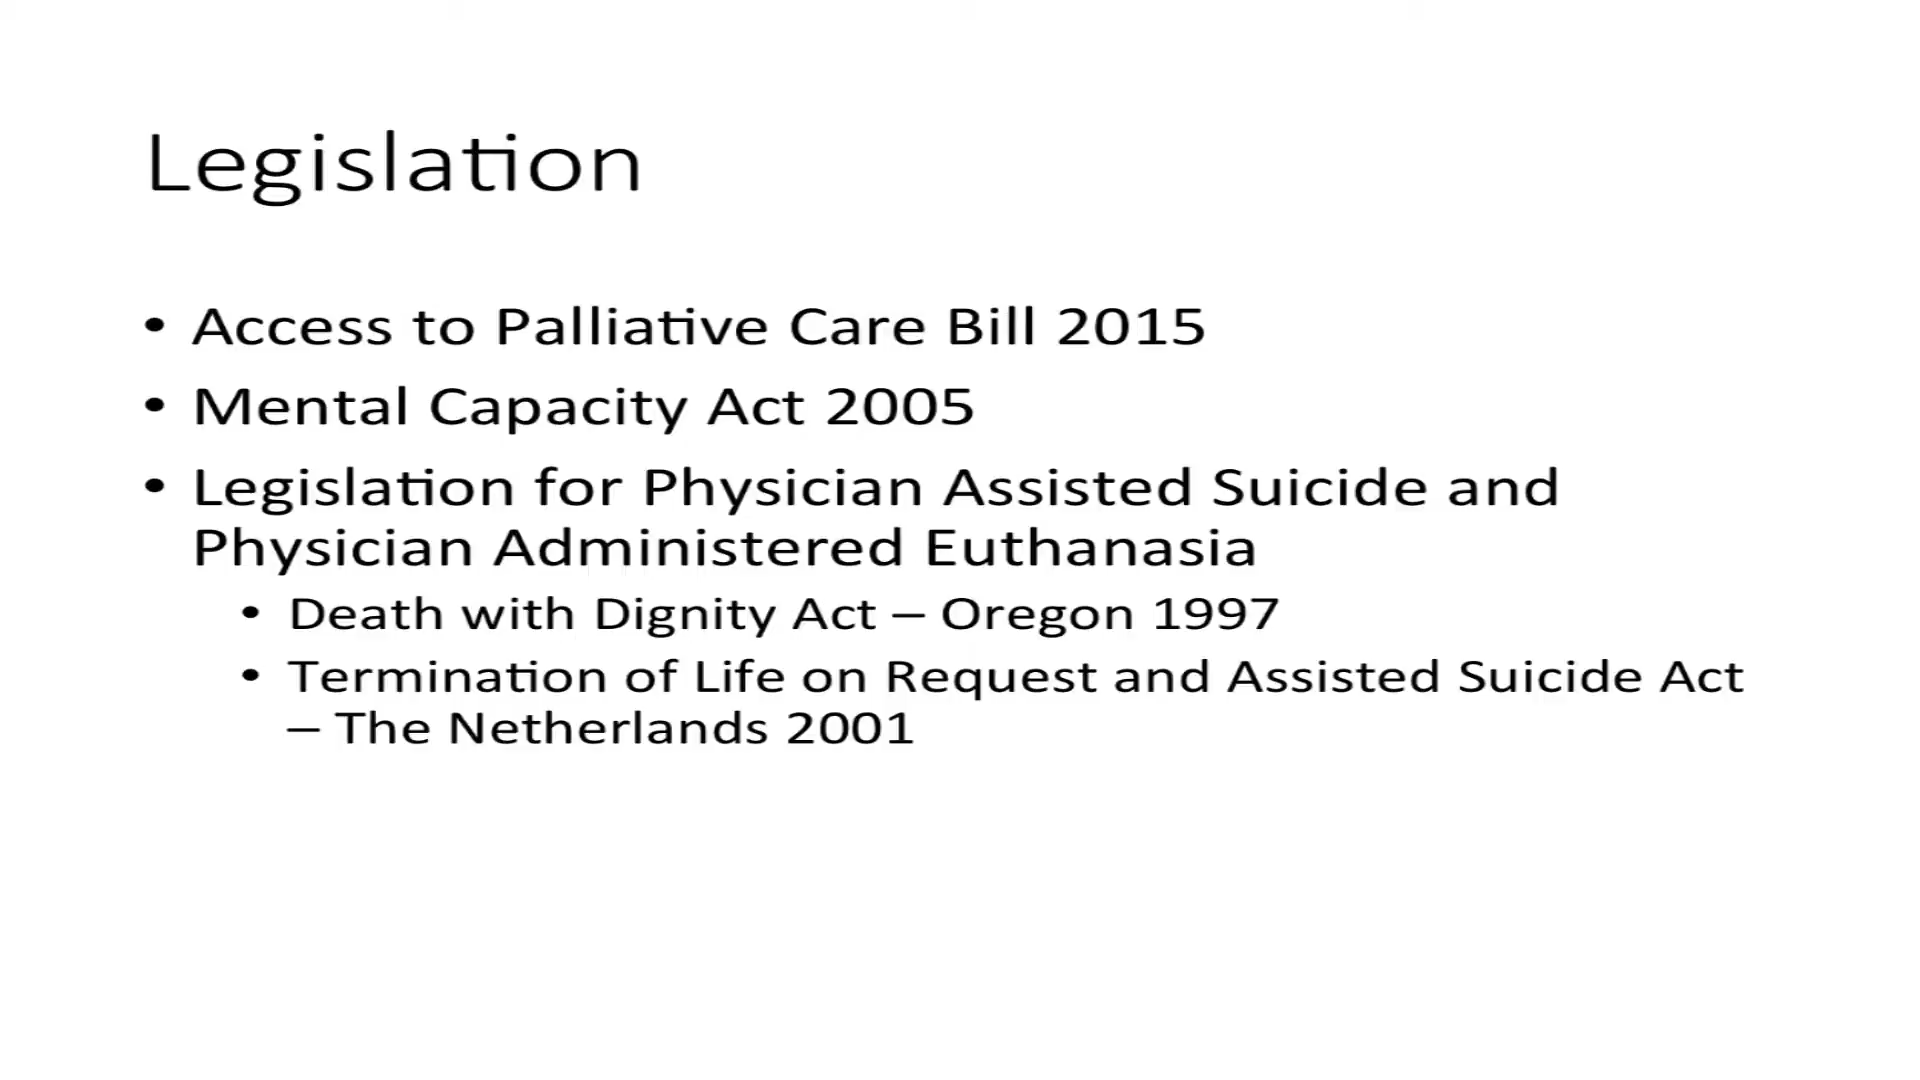 Legislation
• Access to Palliative Care Bill 2015
• Mental Capacity Act 2005
• Legislation for Physician Assisted Suicide and
Physician Administered Euthanasia
• Death with Dignity Act – Oregon 1997
• Termination of Life on Request and Assisted Suicide Act
– The Netherlands 2001